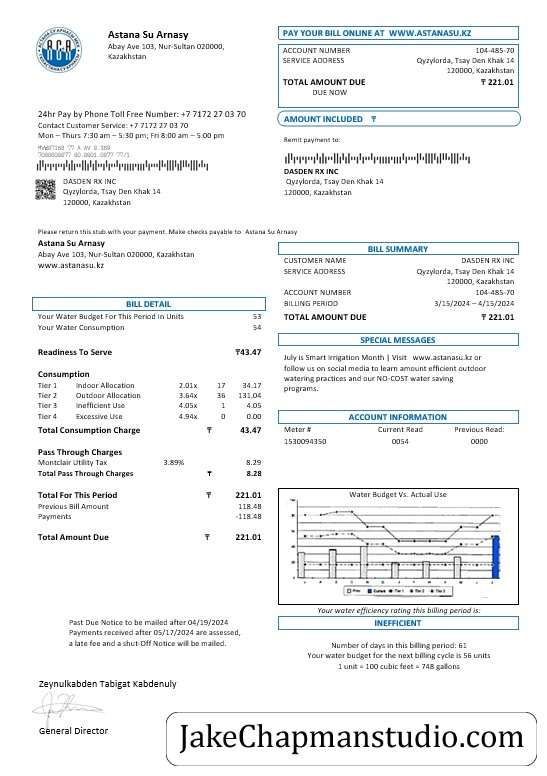 Astana Su Arnasy
Abay Ave 103, Nur-Sultan 020000,
Kazakhstan
PAY YOUR BILL ONLINE AT WWW.ASTANASU.KZ
ACCOUNT NUMBER 104-485-70
SERVICE ADDRESS Qyzylorda, Tsay Den Khak 14
120000, Kazakhstan
TOTAL AMOUNT DUE ₸ 221.01
DUE NOW
AMOUNT INCLUDED ₸
24hr Pay by Phone Toll Free Number: +7 7172 27 03 70
Contact Customer Service: +7 7172 27 03 70
Mon – Thurs 7:30 am – 5:30 pm; Fri 8:00 am – 5:00 pm
DASDEN RX INC
Qyzylorda, Tsay Den Khak 14
120000, Kazakhstan
Remit payment to:
DASDEN RX INC
Qyzylorda, Tsay Den Khak 14
120000, Kazakhstan
Please return this stub with your payment. Make checks payable to Astana Su Arnasy
Astana Su Arnasy
Abay Ave 103, Nur-Sultan 020000, Kazakhstan
www.astanasu.kz
BILL SUMMARY
CUSTOMER NAME DASDEN RX INC
SERVICE ADDRESS Qyzylorda, Tsay Den Khak 14
120000, Kazakhstan
ACCOUNT NUMBER 104-485-70
BILLING PERIOD 3/15/2024 – 4/15/2024
TOTAL AMOUNT DUE ₸ 221.01
BILL DETAIL
Your Water Budget For This Period in Units 53
Your Water Consumption 54
Readiness To Serve ₸43.47
Consumption
Tier 1 Indoor Allocation 2.01x 17 34.17
Tier 2 Outdoor Allocation 3.64x 36 131.04
Tier 3 Inefficient Use 4.05x 1 4.05
Tier 4 Excessive Use 4.94x 0 0.00
Total Consumption Charge ₸ 43.47
Pass Through Charges
Montclair Utility Tax 3.89% 8.29
Total Pass Through Charges ₸ 8.28
Total For This Period ₸ 221.01
Previous Bill Amount 118.48
Payments -118.48
Total Amount Due ₸ 221.01
SPECIAL MESSAGES
July is Smart Irrigation Month | Visit www.astanasu.kz or
follow us on social media to learn amount efficient outdoor
watering practices and our NO-COST water saving
programs.
ACCOUNT INFORMATION
Meter # Current Read Previous Read:
1530094350 0054 0000
Water Budget Vs. Actual Use
Your water efficiency rating this billing period is:
INEFFICIENT
Number of days in this billing period: 61
Your water budget for the next billing cycle is 56 units
1 unit = 100 cubic feet = 748 gallons
Past Due Notice to be mailed after 04/19/2024
Payments received after 05/17/2024 are assessed,
a late fee and a shut-Off Notice will be mailed.
Zeynulkabden Tabigat Kabdenuly
General Director
JakeChapmanstudio.com